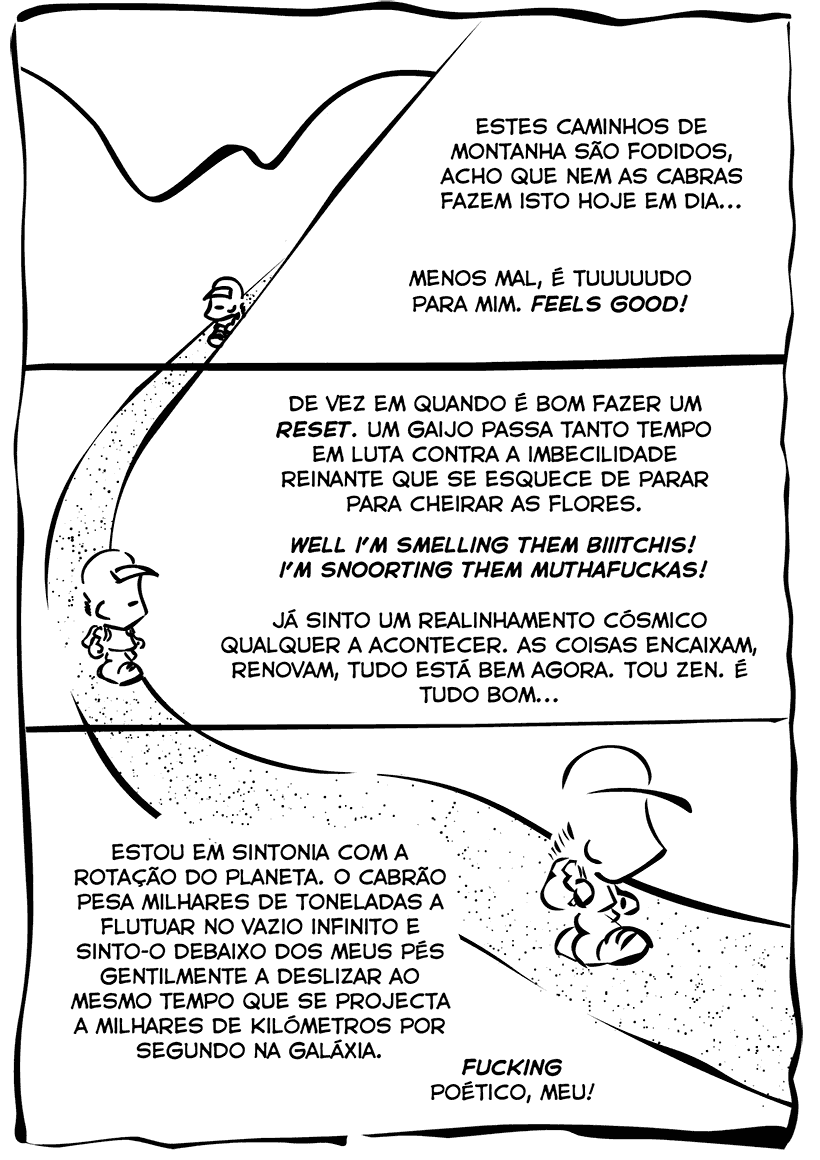 ESTES CAMINHOS DE
MONTANHA SÃO FODIDOS,
ACHO QUE NEM AS CABRAS
FAZEM ISTO HOJE EM DIA...
MENOS MAL, É TUUUUUDO
PARA MIM. FEELS GOOD!
DE VEZ EM QUANDO É BOM FAZER UM
RESET. UM GAIJO PASSA TANTO TEMPO
EM LUTA CONTRA A IMBECILIDADE
REINANTE QUE SE ESQUECE DE PARAR
PARA CHEIRAR AS FLORES.
WELL I'M SMELLING THEM BIIITCHIS!
I'M SNOORTING THEM MUTHAFUCKAS!
JÁ SINTO UM REALINHAMENTO CÓSMICO
QUALQUER A ACONTECER. AS COISAS ENCAIXAM,
RENOVAM, TUDO ESTÁ BEM AGORA. TOU ZEN. É
TUDO BOM...
ESTOU EM SINTONIA COM A
ROTAÇÃO DO PLANETA. O CABRÃO
PESA MILHARES DE TONELADAS A
FLUTUAR NO VAZIO INFINITO E
SINTO-O DEBAIXO DOS MEUS PÉS
GENTILMENTE A DESLIZAR AO
MESMO TEMPO QUE SE PROJECTA
A MILHARES DE KILÓMETROS POR
SEGUNDO NA GALÁXIA.
FUCKING
POÉTICO, MEU!